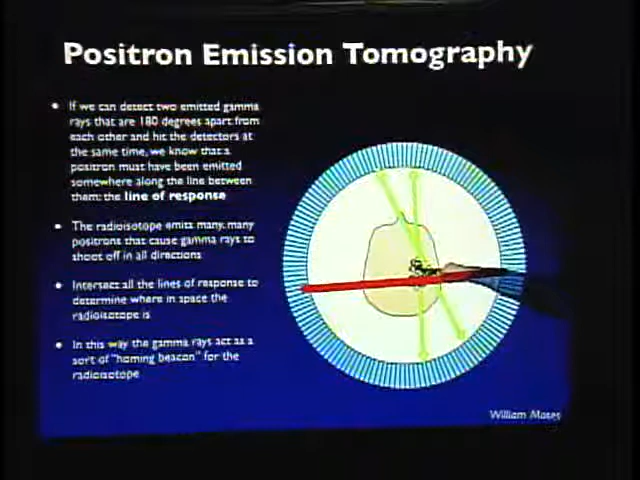 Positron Emission Tomography
If we can detect two emitted gamma
rays that are 180 degrees apart from
each other and hit the detectors at
the same time, we know that a
positron must have been emitted
somewhere along the line between
them: the line of response
The radioisotope emits many, many
positrons that cause gamma rays to
shoot off in all directions
Intersect all the lines of response to
determine where in space the
radioisotope is
In this way the gamma rays act as a
sort of "homing beacon" for the
radioisotope
William Moses